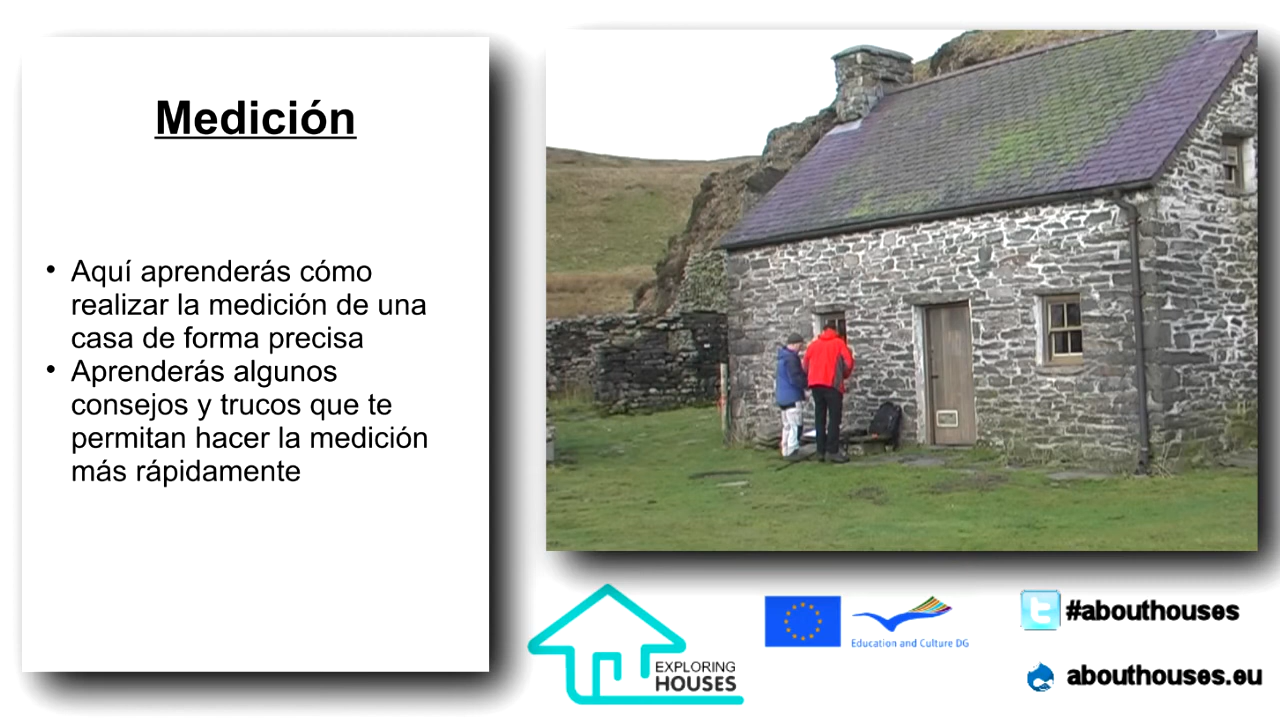 Medición
• Aquí aprenderás cómo
realizar la medición de una
casa de forma precisa
• Aprenderás algunos
consejos y trucos que te
permitan hacer la medición
más rápidamente
EXPLORING
HOUSES
Education and Culture DG
#abouthouses
abouthouses.eu